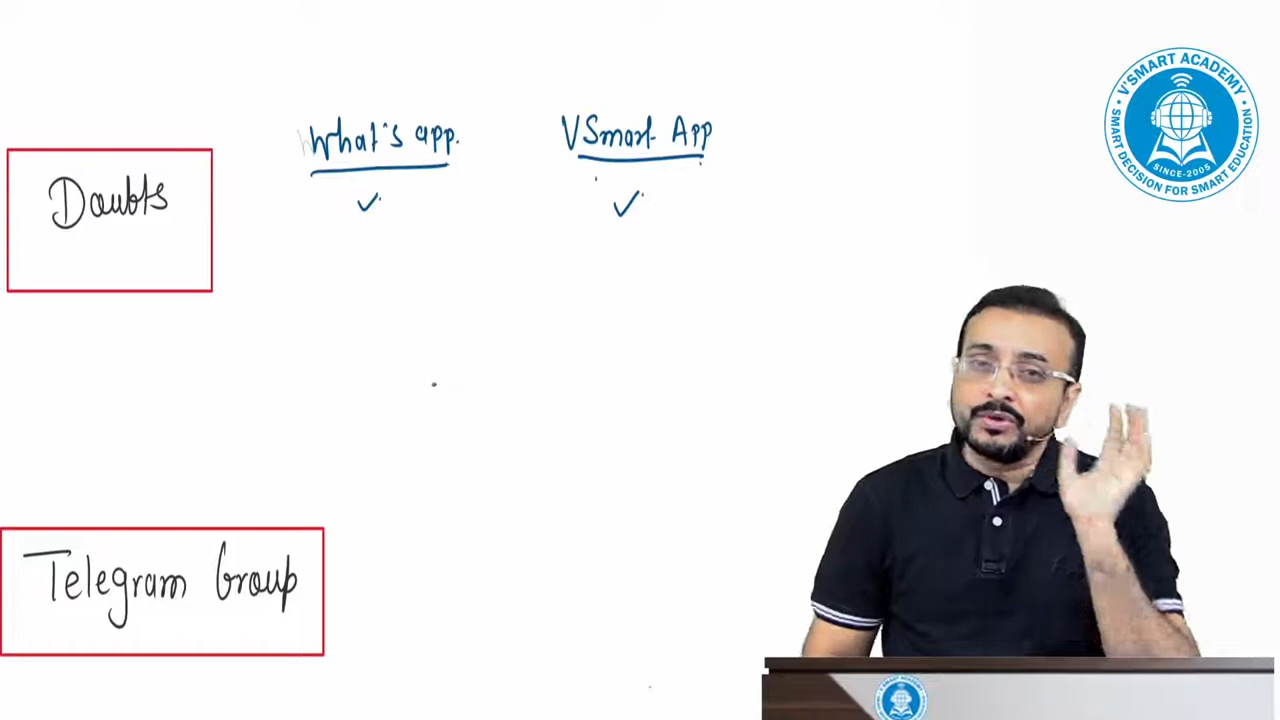 What's app.
VSmart App
Doubts
Telegram Group
V'SMART ACADEMY
SINCE-2005
SMART DECISION FOR SMART EDUCATION